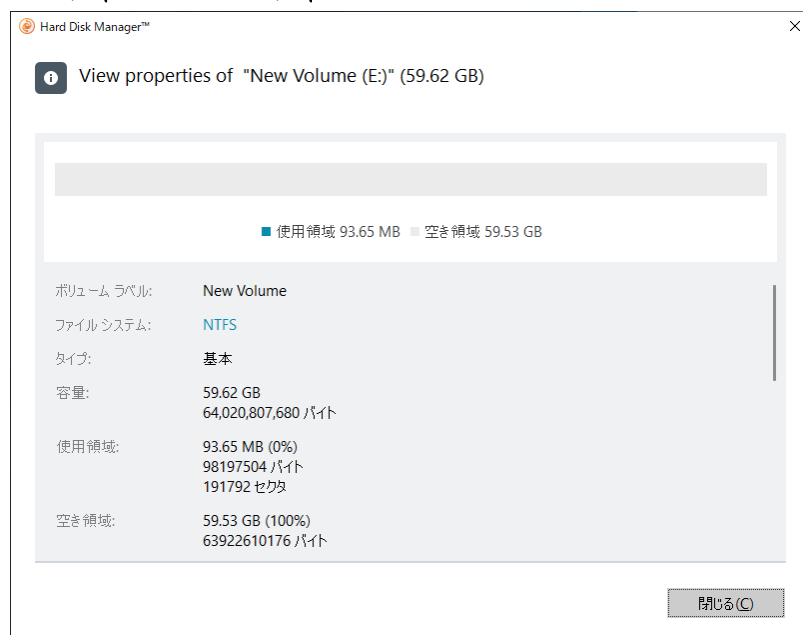 Hard Disk Manager™
View properties of "New Volume (E:)" (59.62 GB)
使用領域 93.65 MB 空き領域 59.53 GB
ボリューム ラベル: New Volume
ファイル システム: NTFS
タイプ: 基本
容量: 59.62 GB
64,020,807,680 バイト
使用領域: 93.65 MB (0%)
98197504 バイト
191792 セクタ
空き領域: 59.53 GB (100%)
63922610176 バイト
閉じる(C)